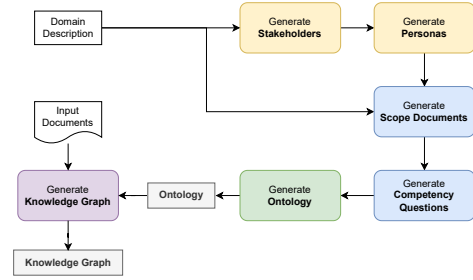 Domain
Description
Generate
Stakeholders
Generate
Personas
Generate
Scope Documents
Input
Documents
Generate
Knowledge Graph
Ontology
Generate
Ontology
Generate
Competency
Questions
Knowledge Graph